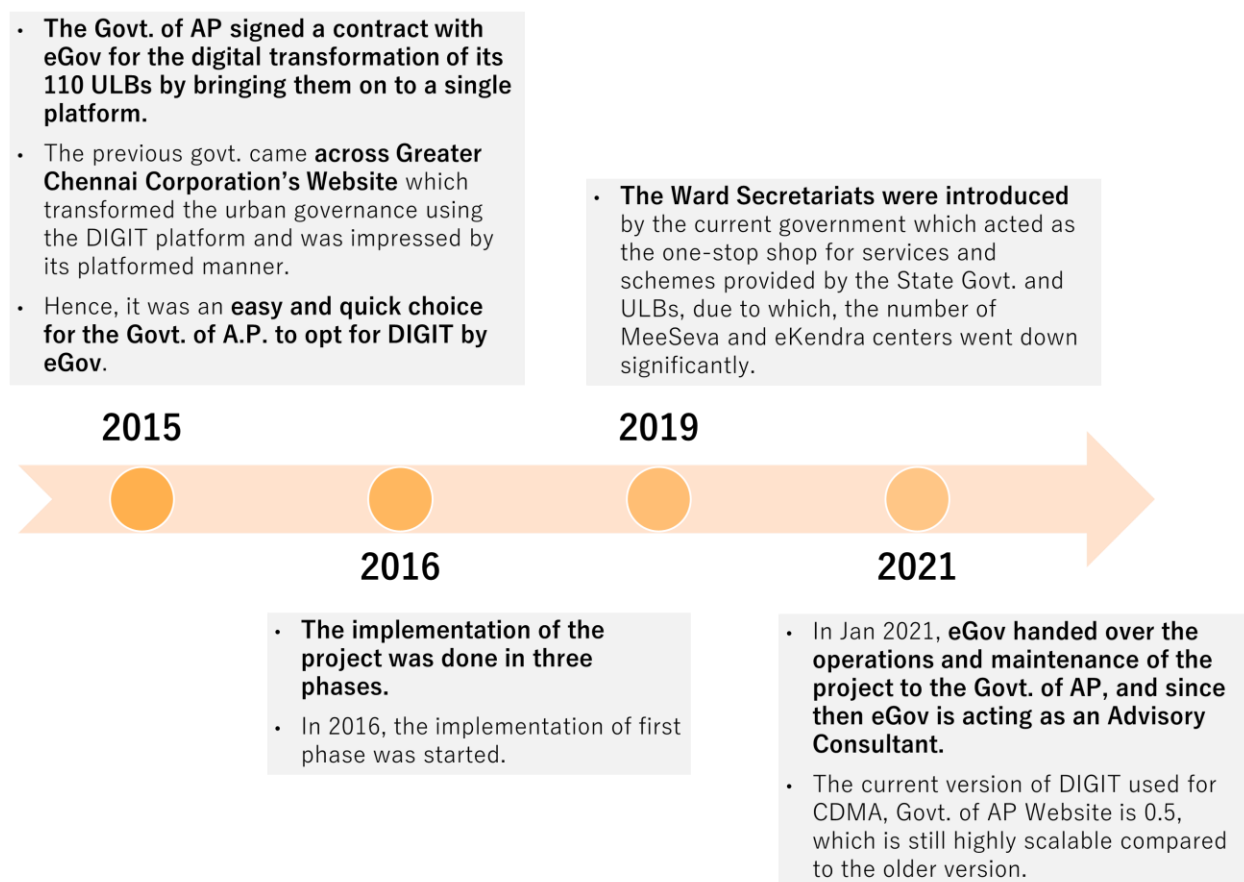 • The Govt. of AP signed a contract with
eGov for the digital transformation of its
110 ULBs by bringing them on to a single
platform.
• The previous govt. came across Greater
Chennai Corporation's Website which
transformed the urban governance using
the DIGIT platform and was impressed by
its platformed manner.
• Hence, it was an easy and quick choice
for the Govt. of A.P. to opt for DIGIT by
eGov.
2015
• The Ward Secretariats were introduced
by the current government which acted as
the one-stop shop for services and
schemes provided by the State Govt. and
ULBs, due to which, the number of
MeeSeva and eKendra centers went down
significantly.
2019
2016
• The implementation of the
project was done in three
phases.
• In 2016, the implementation of first
phase was started.
2021
• In Jan 2021, eGov handed over the
operations and maintenance of the
project to the Govt. of AP, and since
then eGov is acting as an Advisory
Consultant.
• The current version of DIGIT used for
CDMA, Govt. of AP Website is 0.5,
which is still highly scalable compared
to the older version.